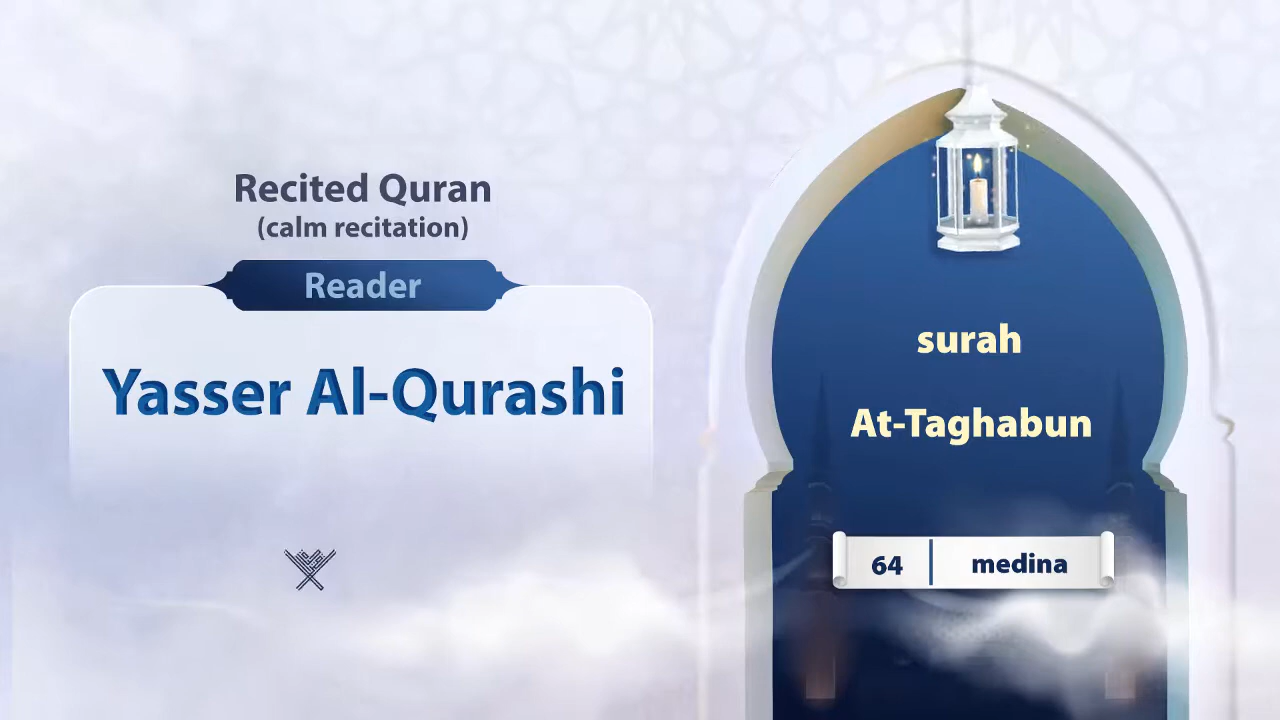 Recited Quran
(calm recitation)
Reader
Yasser Al-Qurashi
surah
At-Taghabun
64 medina